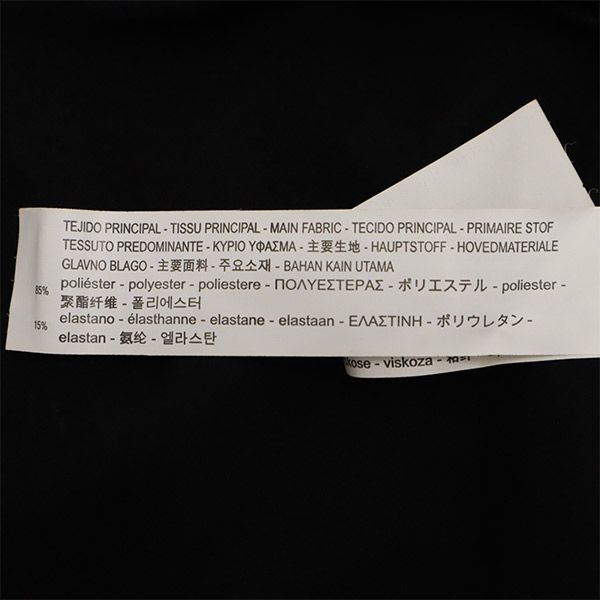 TEJIDO PRINCIPAL - TISSU PRINCIPAL - MAIN FABRIC - TECIDO PRINCIPAL - PRIMAIRE STOF
TESSUTO PREDOMINANTE - ΚΥΡΙΟ ΥΦΑΣΜΑ - 主要生地 - HAUPTSTOFF - HOVEDMATERIALE
GLAVNO BLAGO - 主要面料 - 주요소재 - BAHAN KAIN UTAMA
85% poliéster - polyester - poliestere - ΠΟΛΥΕΣΤΕΡΑΣ - ポリエステル - poliester -
聚酯纤维 - 폴리에스터
15% elastano - élasthanne - elastane - elastaan - ΕΛΑΣΤΙΝΗ - ポリウレタン -
elastan - 氨纶 - 엘라스탄
kose - viskoza -